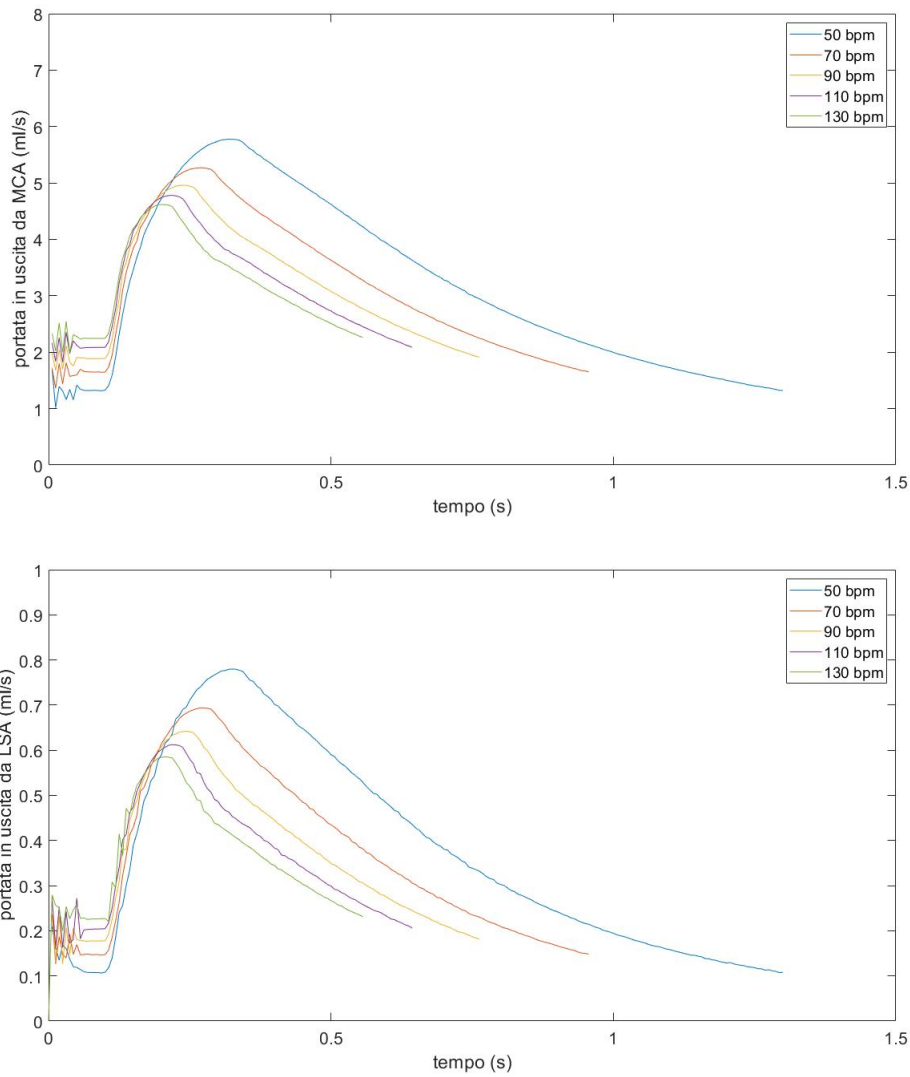 8
7
6
5
4
3
2
1
0
portata in uscita da MCA (ml/s)
50 bpm
70 bpm
90 bpm
110 bpm
130 bpm
0
0.5
1
1.5
tempo (s)
1
0.9
0.8
0.7
0.6
0.5
0.4
0.3
0.2
0.1
0
portata in uscita da LSA (ml/s)
50 bpm
70 bpm
90 bpm
110 bpm
130 bpm
0
0.5
1
1.5
tempo (s)